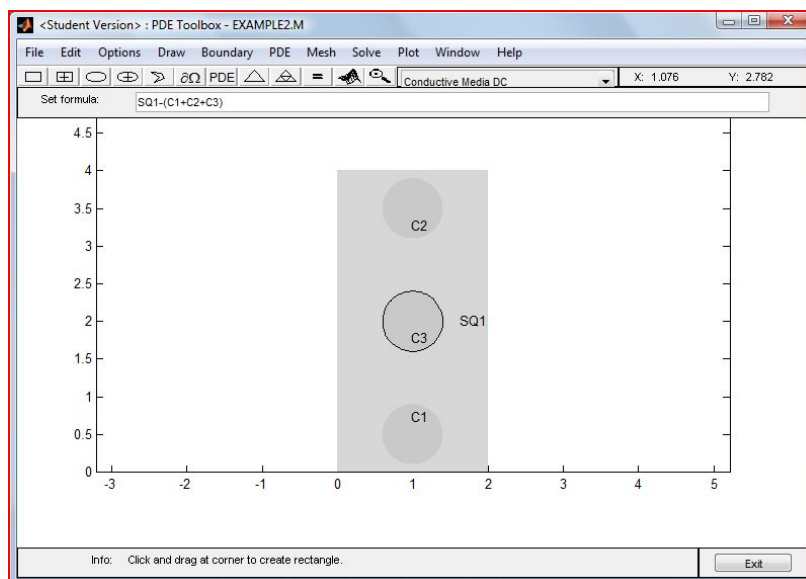 <Student Version> : PDE Toolbox - EXAMPLE2.M
File Edit Options Draw Boundary PDE Mesh Solve Plot Window Help
∂Ω PDE = Conductive Media DC X: 1.076 Y: 2.782
Set formula: SQ1-(C1+C2+C3)
4.5
4
3.5
C2
3
2.5
2 SQ1
C3
1.5
1
C1
0.5
0
-3 -2 -1 0 1 2 3 4 5
Info: Click and drag at corner to create rectangle. Exit